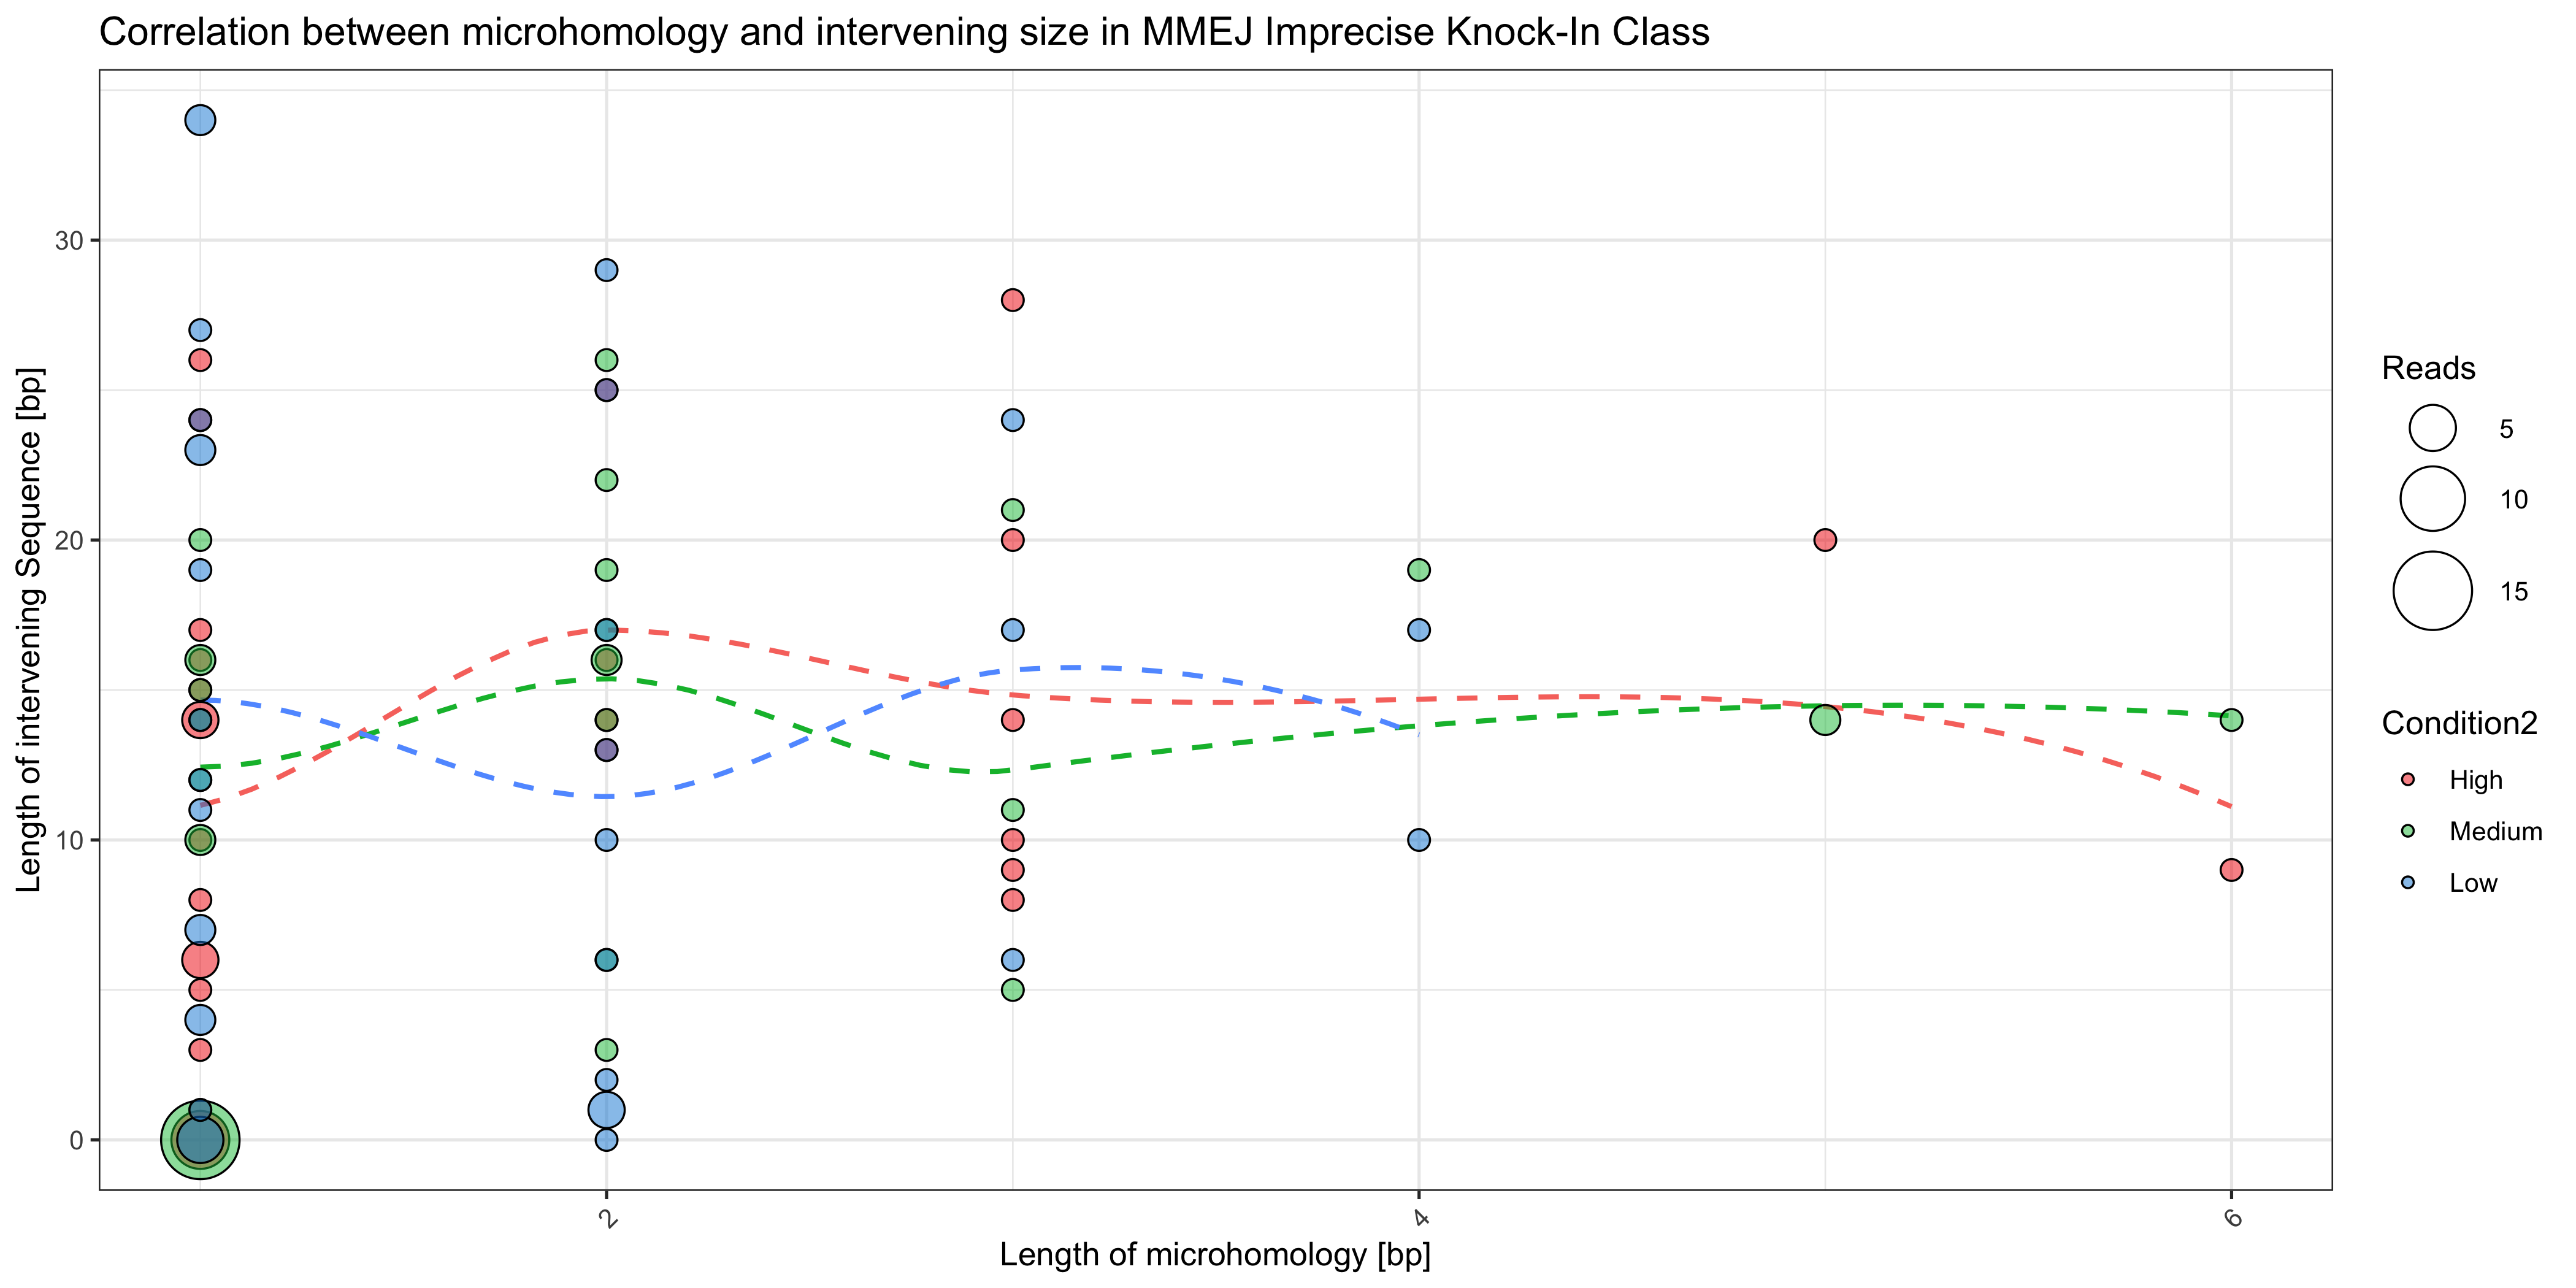 Correlation between microhomology and intervening size in MMEJ Imprecise Knock-In Class
Length of intervening Sequence [bp]
30
20
10
0
2
4
6
Length of microhomology [bp]
Reads
5
10
15
Condition2
High
Medium
Low